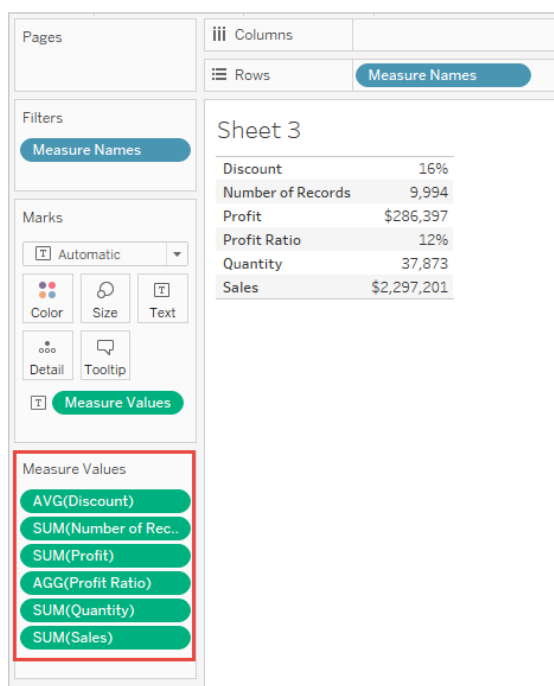 Pages
Columns
Rows
Measure Names
Filters
Measure Names
Marks
Automatic
Color Size Text
Detail Tooltip
Measure Values
Measure Values
AVG(Discount)
SUM(Number of Rec..
SUM(Profit)
AGG(Profit Ratio)
SUM(Quantity)
SUM(Sales)
Sheet 3
Discount 16%
Number of Records 9,994
Profit $286,397
Profit Ratio 12%
Quantity 37,873
Sales $2,297,201